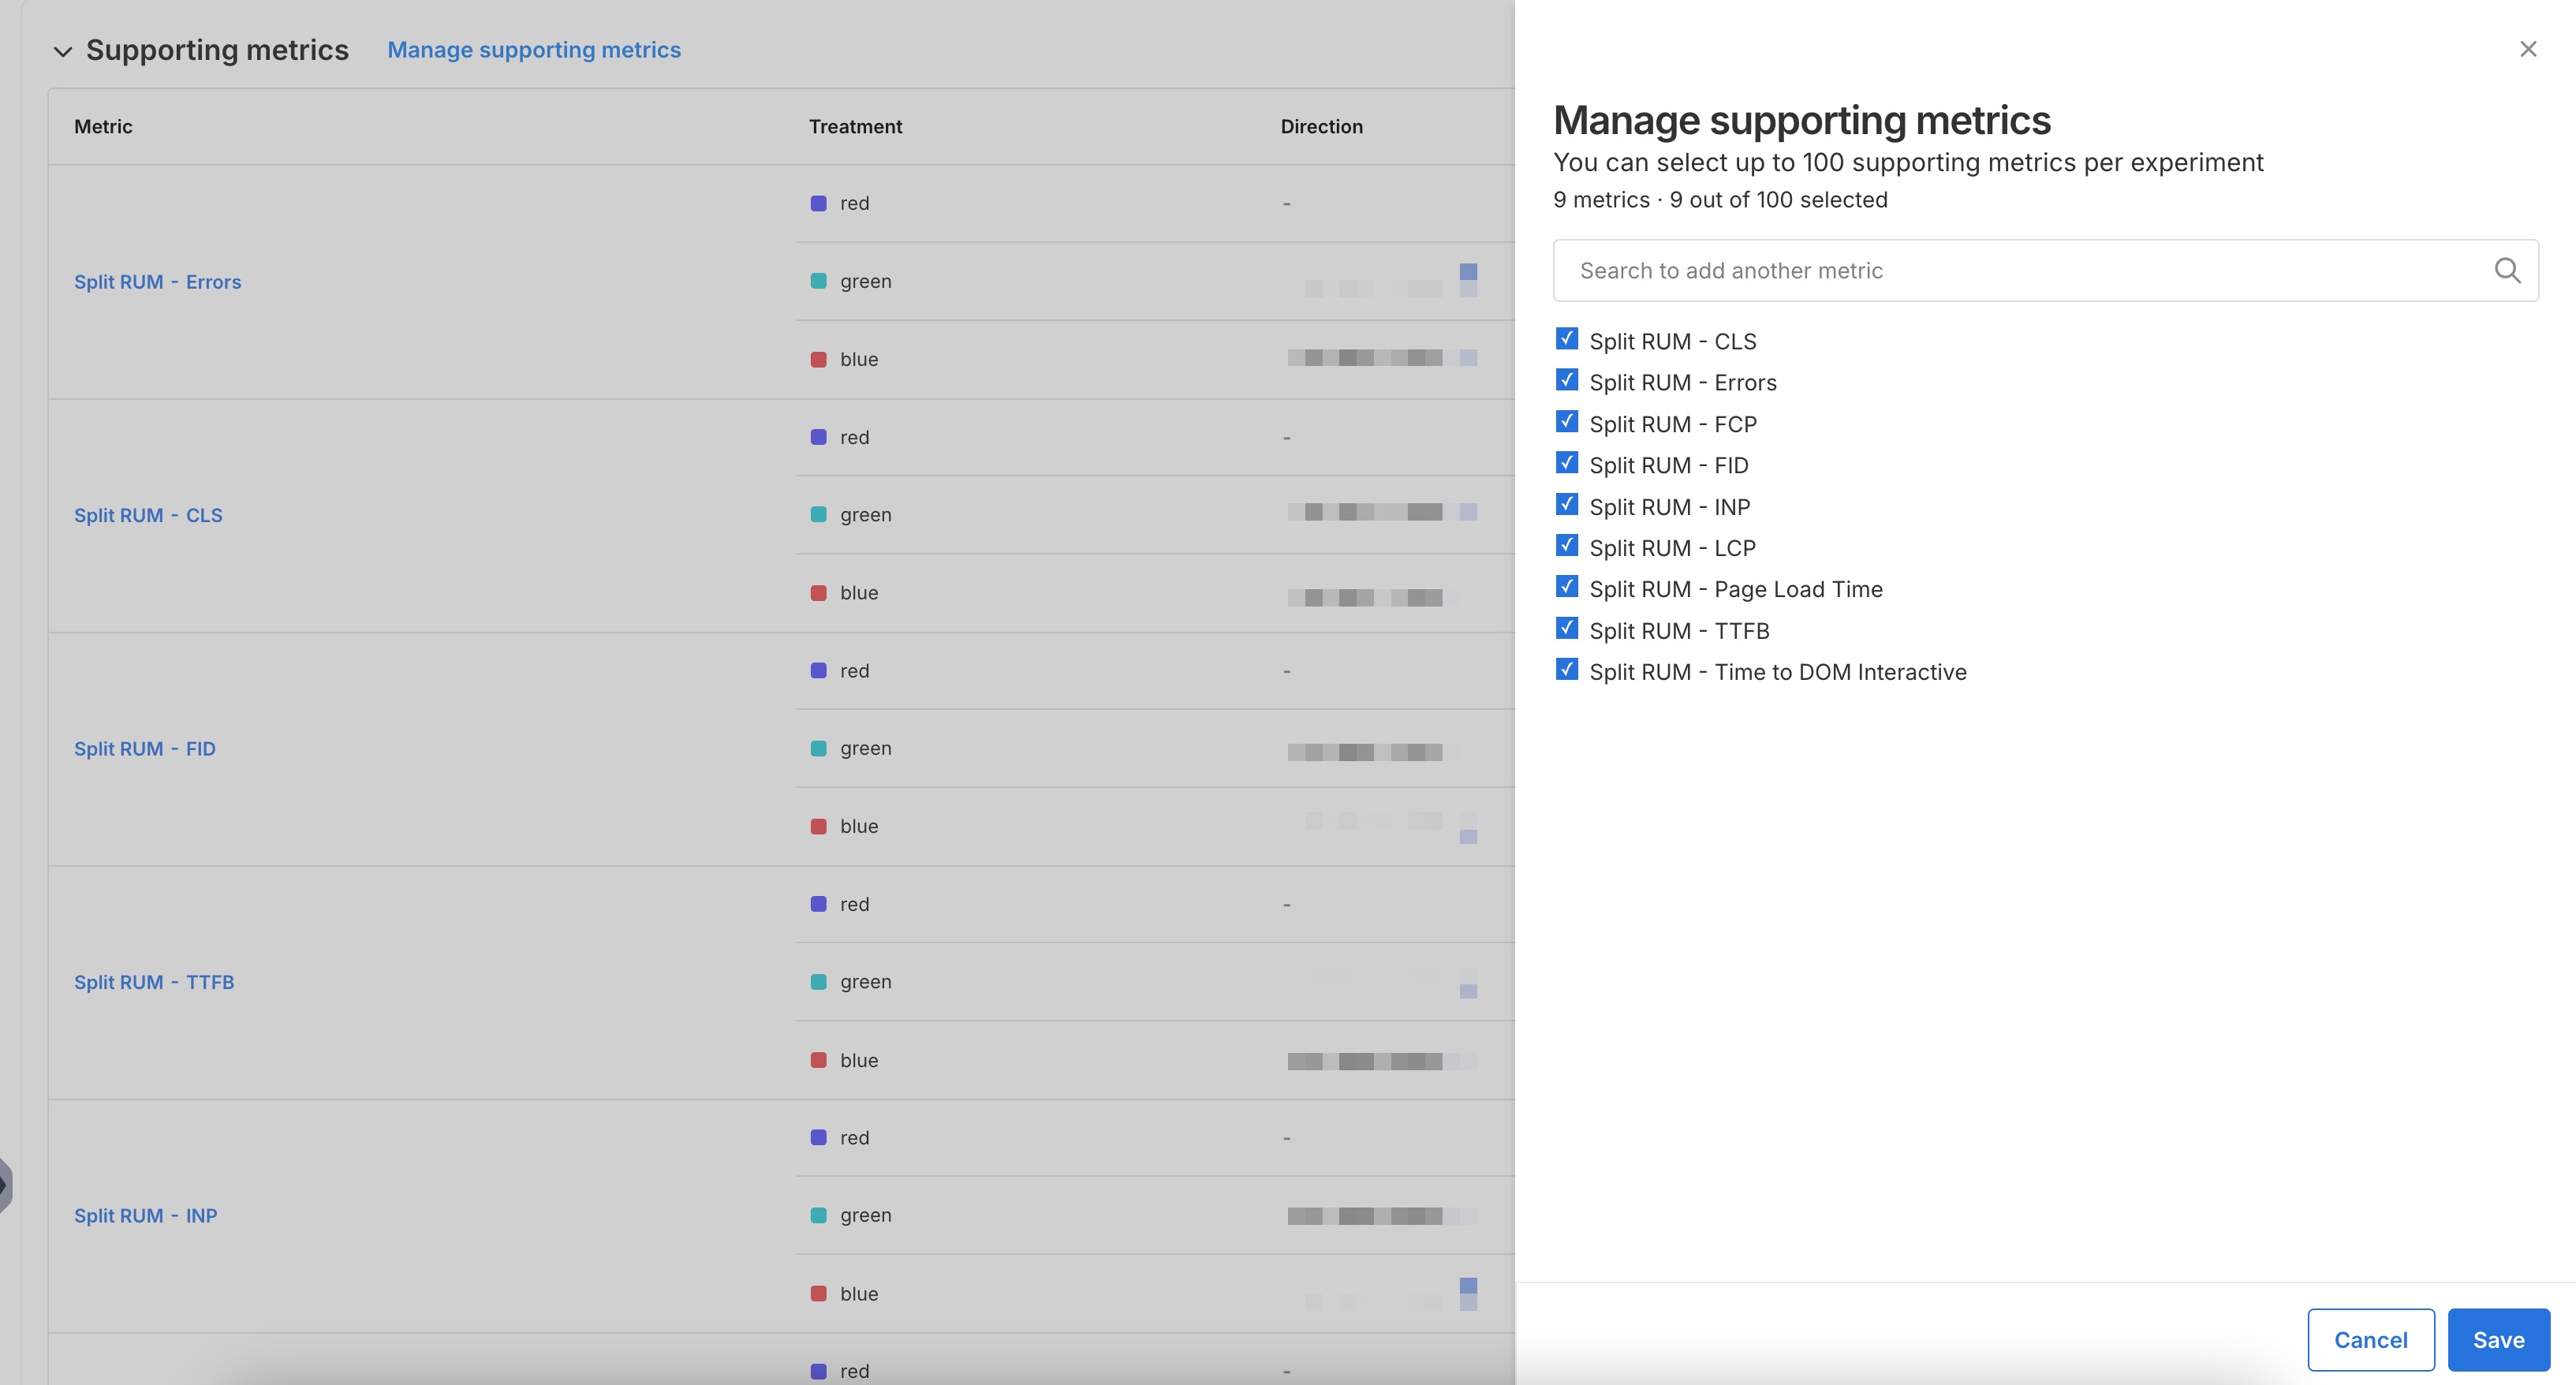 Supporting metrics Manage supporting metrics
Metric Treatment Direction
red -
Split RUM - Errors green
blue
red -
Split RUM - CLS green
blue
red -
Split RUM - FID green
blue
red -
Split RUM - TTFB green
blue
red -
Split RUM - INP green
blue
red -
Manage supporting metrics
You can select up to 100 supporting metrics per experiment
9 metrics · 9 out of 100 selected
Search to add another metric
Split RUM - CLS
Split RUM - Errors
Split RUM - FCP
Split RUM - FID
Split RUM - INP
Split RUM - LCP
Split RUM - Page Load Time
Split RUM - TTFB
Split RUM - Time to DOM Interactive
Cancel Save